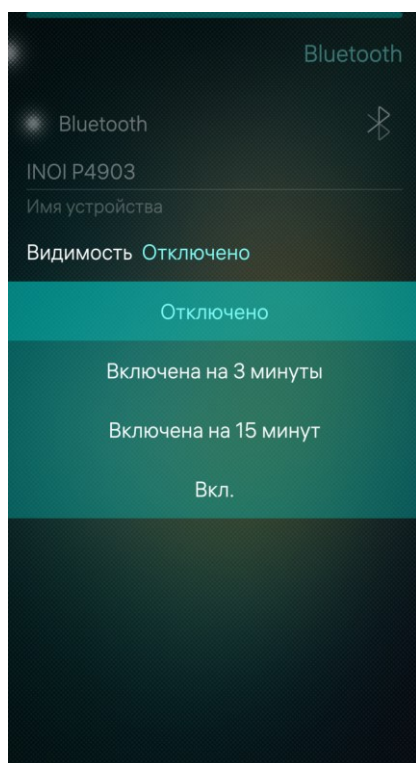 Bluetooth
Bluetooth
INOI P4903
Имя устройства
Видимость Отключено
Отключено
Включена на 3 минуты
Включена на 15 минут
Вкл.